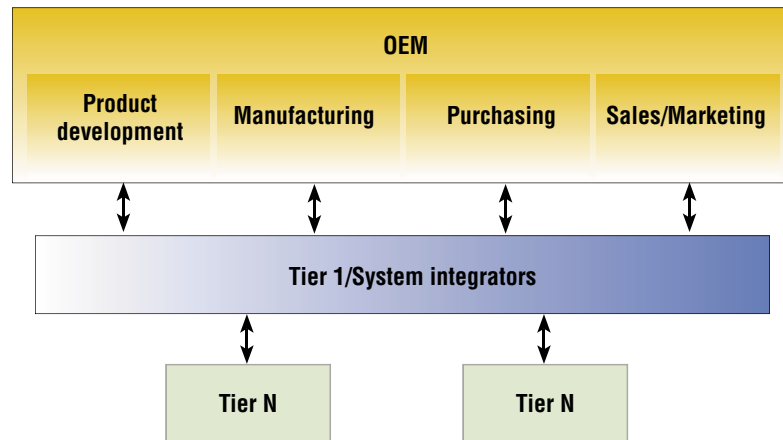 OEM
Product
development
Manufacturing
Purchasing
Sales/Marketing
Tier 1/System integrators
Tier N
Tier N